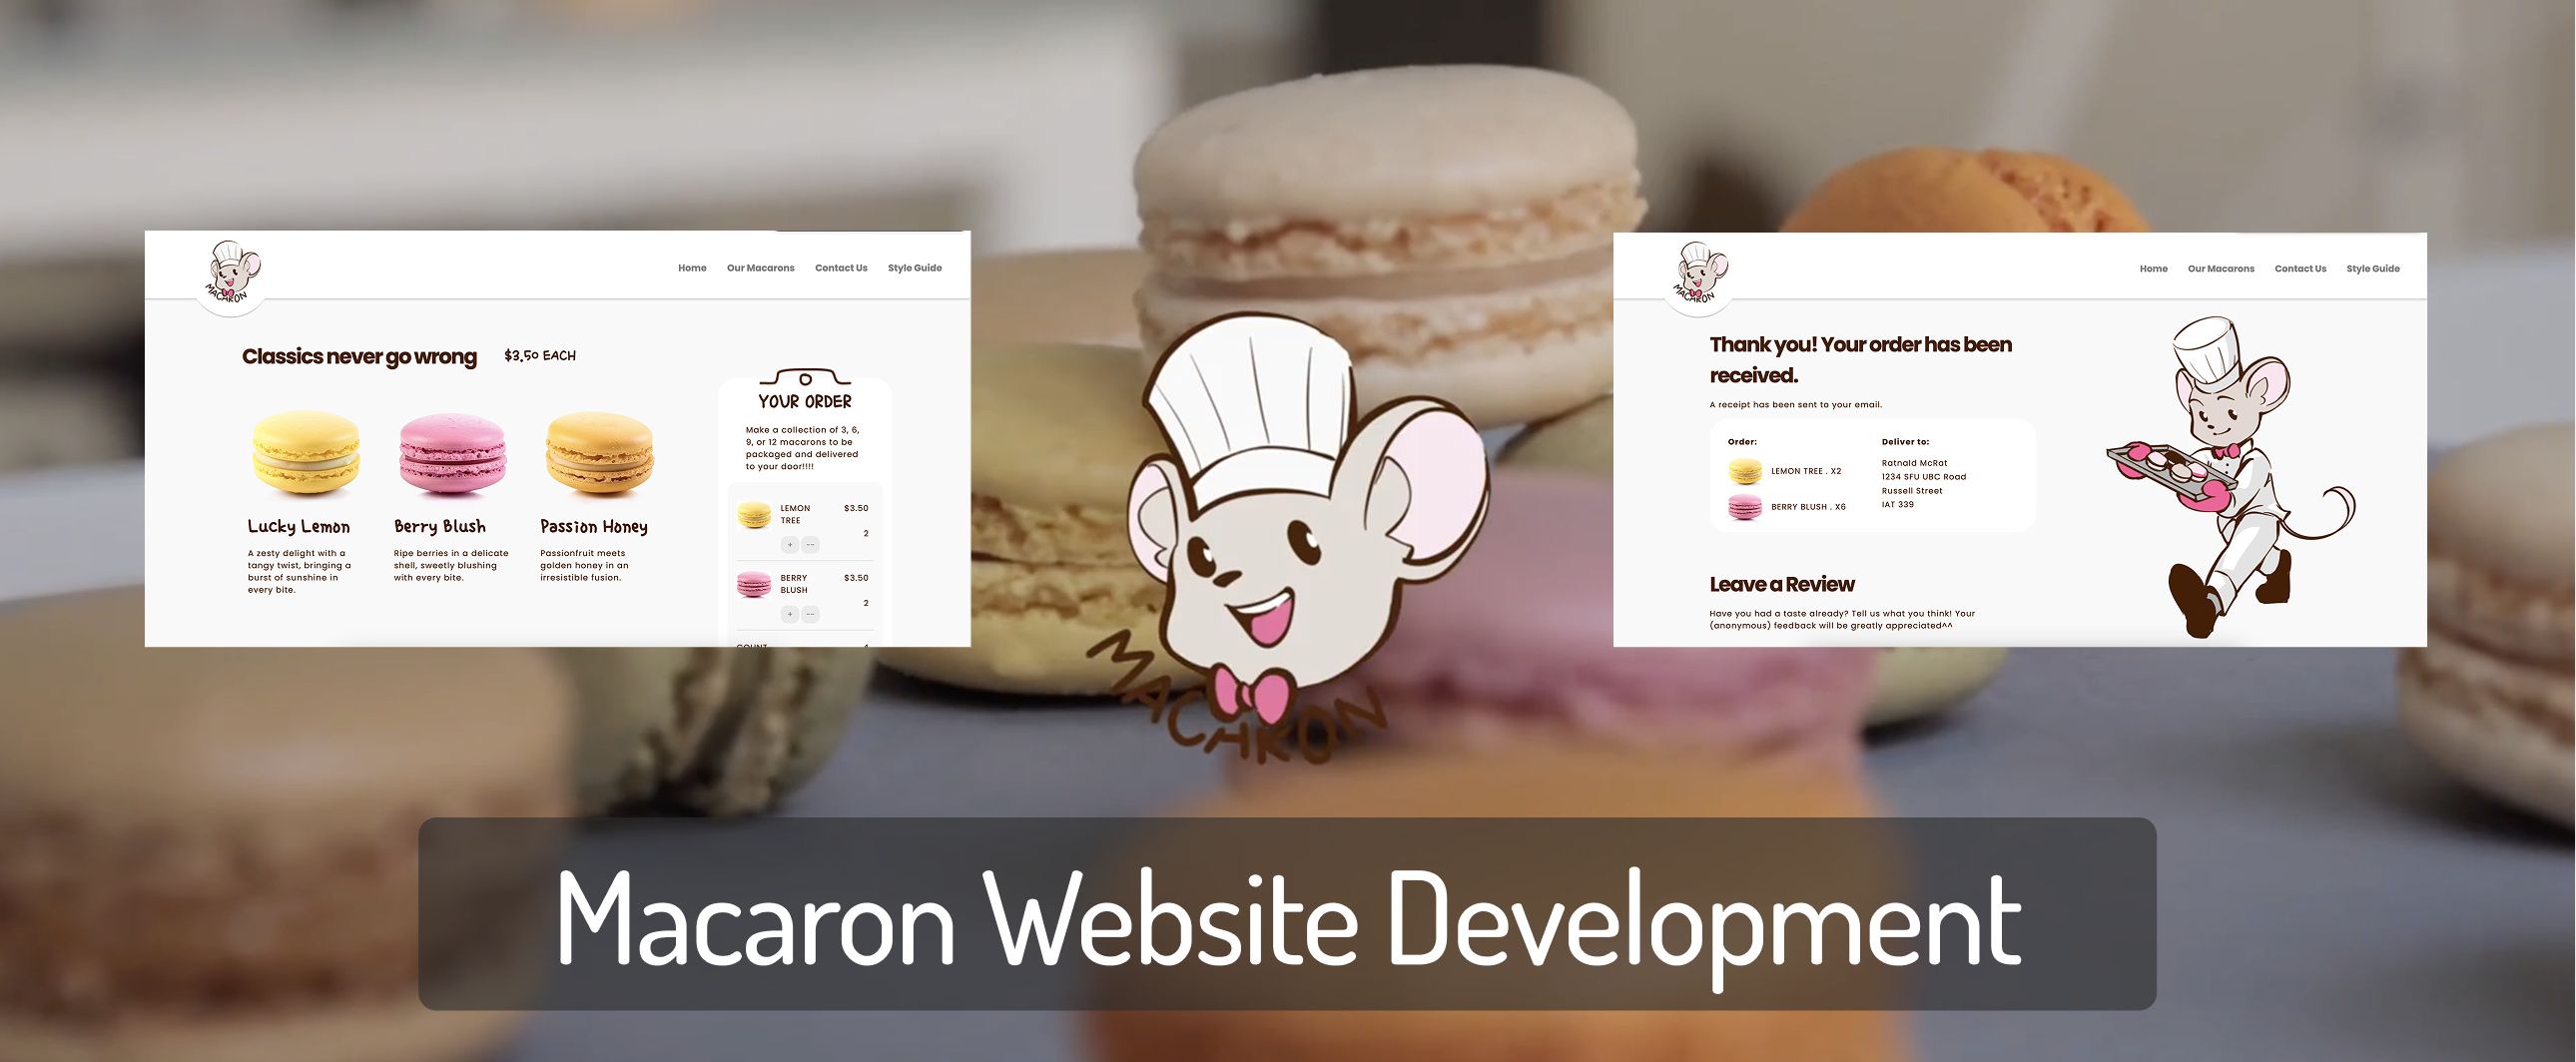 MACARON
Home Our Macarons Contact Us Style Guide
Classics never go wrong $3.50 EACH
YOUR ORDER
Make a collection of 3, 6,
9, or 12 macarons to be
packaged and delivered
to your door!!!!
LEMON
TREE
$3.50
2
+ --
BERRY
BLUSH
$3.50
2
+ --
COUNT 4
Lucky Lemon
A zesty delight with a
tangy twist, bringing a
burst of sunshine in
every bite.
Berry Blush
Ripe berries in a delicate
shell, sweetly blushing
with every bite.
Passion Honey
Passionfruit meets
golden honey in an
irresistible fusion.
MACARON
MACARON
Home Our Macarons Contact Us Style Guide
Thank you! Your order has been
received.
A receipt has been sent to your email.
Order:
LEMON TREE . X2
BERRY BLUSH . X6
Deliver to:
Ratnald McRat
1234 SFU UBC Road
Russell Street
IAT 339
Leave a Review
Have you had a taste already? Tell us what you think! Your
(anonymous) feedback will be greatly appreciated^^
Macaron Website Development